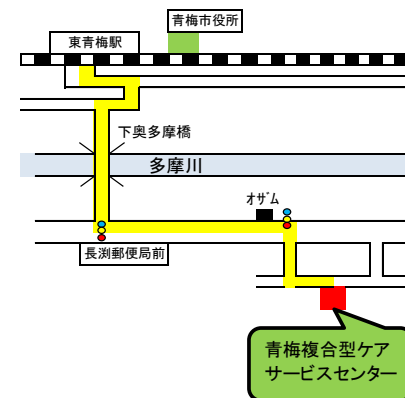 青梅市役所
東青梅駅
下奥多摩橋
多摩川
オザム
長渕郵便局前
青梅複合型ケア
サービスセンター